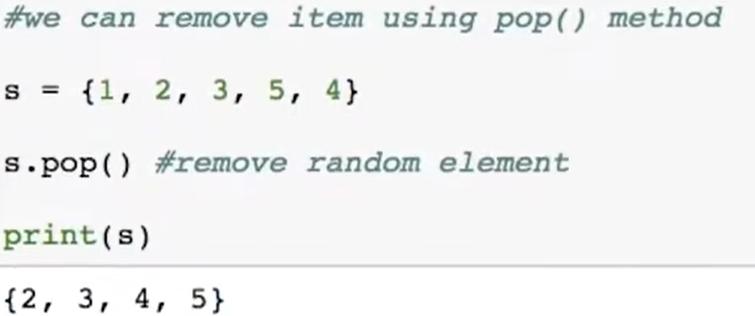 #we can remove item using pop() method
s = {1, 2, 3, 5, 4}
s.pop() #remove random element
print(s)
{2, 3, 4, 5}